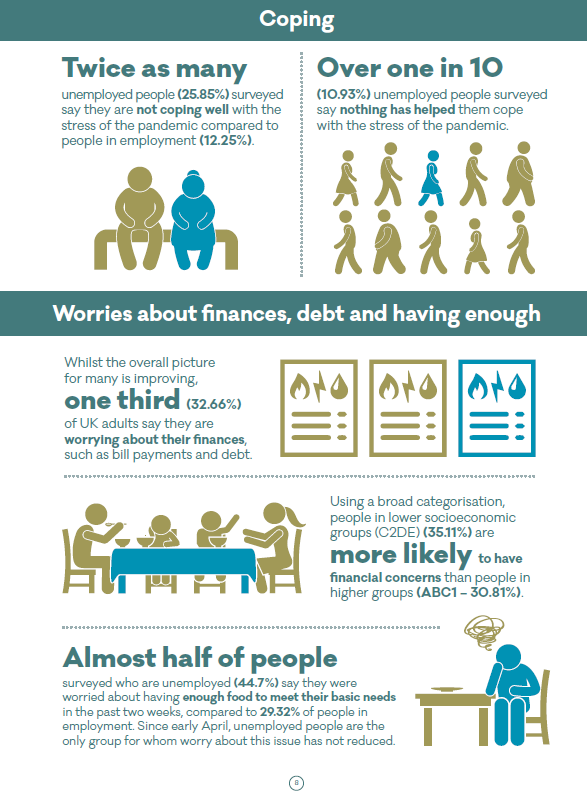 Coping
Twice as many
unemployed people (25.85%) surveyed
say they are not coping well with the
stress of the pandemic compared to
people in employment (12.25%).
Over one in 10
(10.93%) unemployed people surveyed
say nothing has helped them cope
with the stress of the pandemic.
Worries about finances, debt and having enough
Whilst the overall picture
for many is improving,
one third (32.66%)
of UK adults say they are
worrying about their finances,
such as bill payments and debt.
Using a broad categorisation,
people in lower socioeconomic
groups (C2DE) (35.11%) are
more likely to have
financial concerns than people in
higher groups (ABC1 – 30.81%).
Almost half of people
surveyed who are unemployed (44.7%) say they were
worried about having enough food to meet their basic needs
in the past two weeks, compared to 29.32% of people in
employment. Since early April, unemployed people are the
only group for whom worry about this issue has not reduced.
8